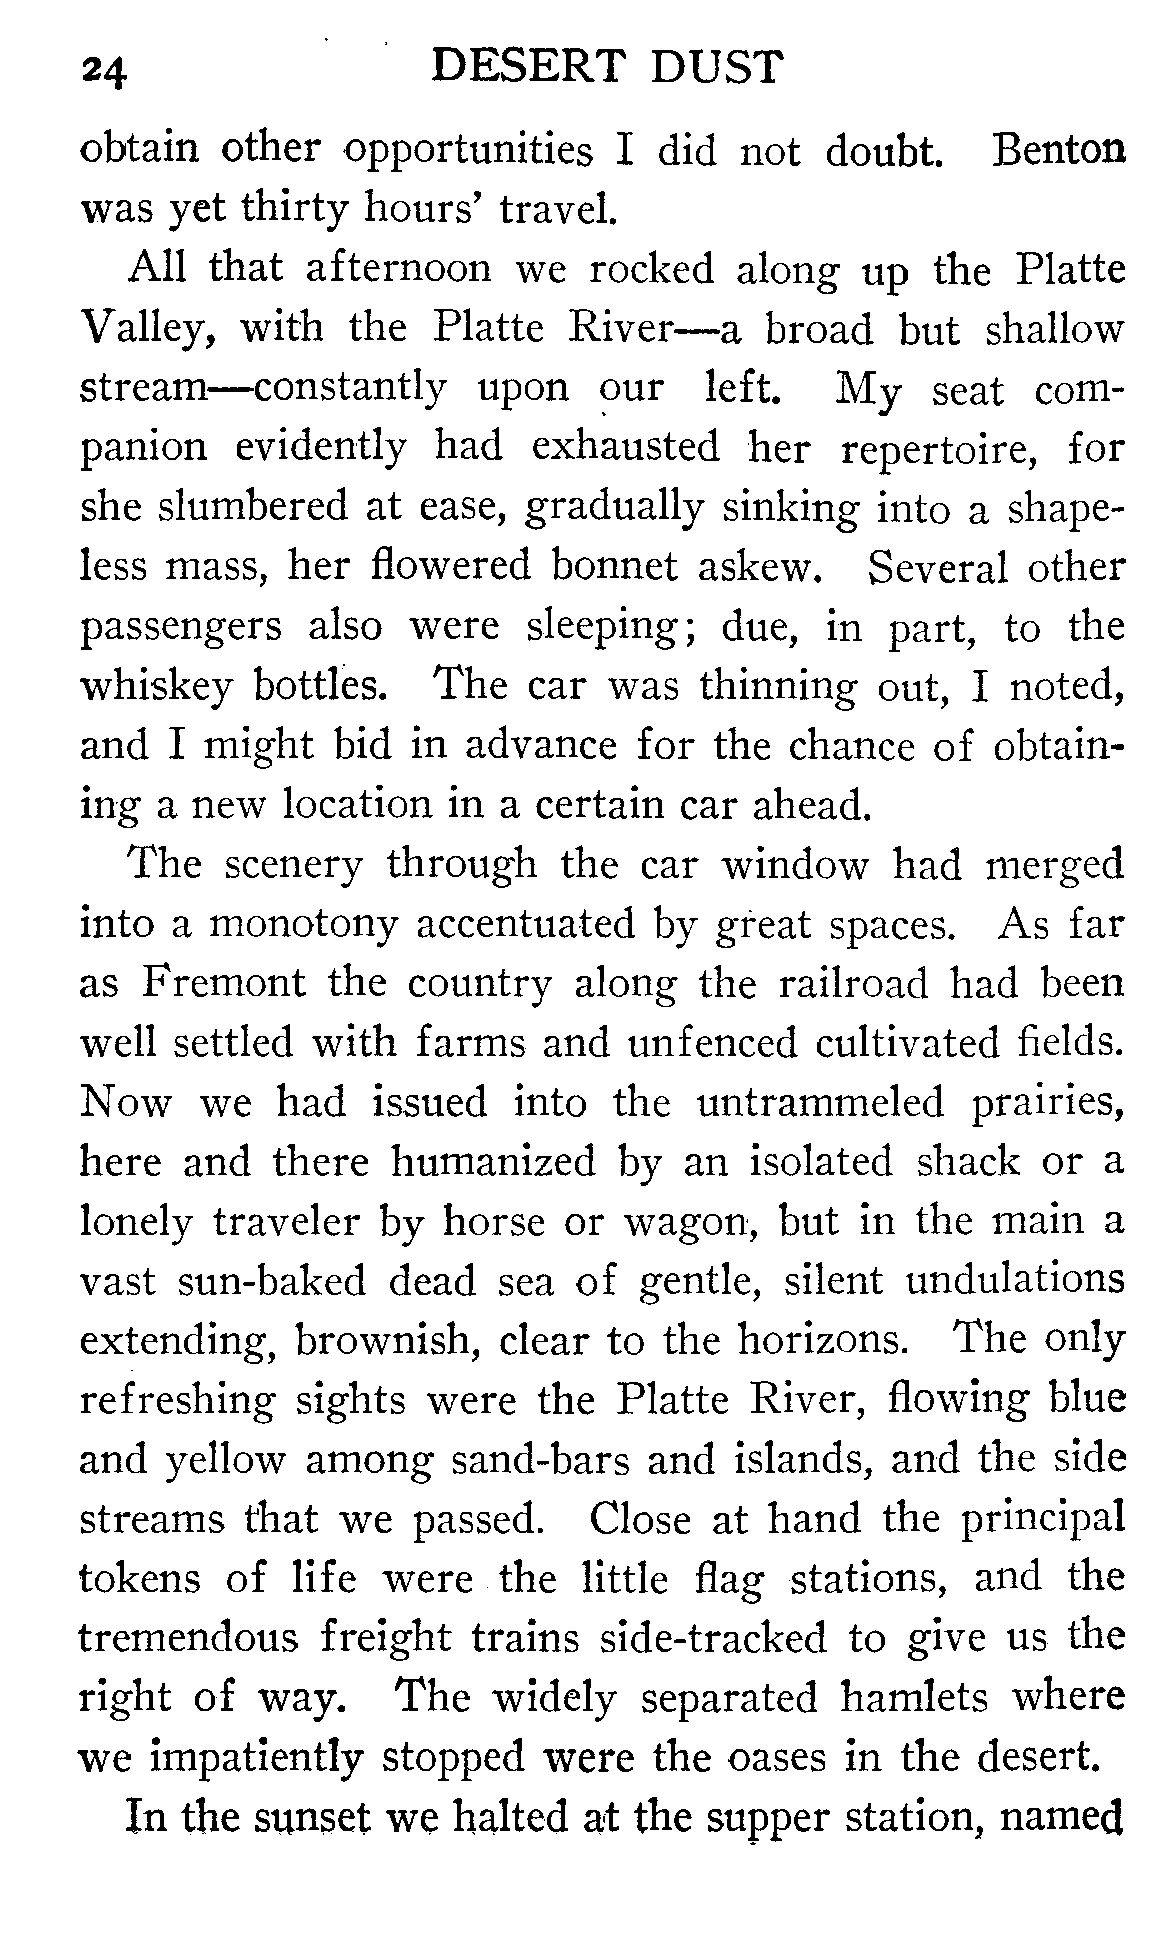 24 DESERT DUST
obtain other opportunities I did not doubt. Benton
was yet thirty hours’ travel.
All that afternoon we rocked along up the Platte
Valley, with the Platte River—a broad but shallow
stream—constantly upon our left. My seat com-
panion evidently had exhausted her repertoire, for
she slumbered at ease, gradually sinking into a shape-
less mass, her flowered bonnet askew. Several other
passengers also were sleeping; due, in part, to the
whiskey bottles. The car was thinning out, I noted,
and I might bid in advance for the chance of obtain-
ing a new location in a certain car ahead.
The scenery through the car window had merged
into a monotony accentuated by great spaces. As far
as Fremont the country along the railroad had been
well settled with farms and unfenced cultivated fields.
Now we had issued into the untrammeled prairies,
here and there humanized by an isolated shack or a
lonely traveler by horse or wagon, but in the main a
vast sun-baked dead sea of gentle, silent undulations
extending, brownish, clear to the horizons. The only
refreshing sights were the Platte River, flowing blue
and yellow among sand-bars and islands, and the side
streams that we passed. Close at hand the principal
tokens of life were the little flag stations, and the
tremendous freight trains side-tracked to give us the
right of way. The widely separated hamlets where
we impatiently stopped were the oases in the desert.
In the sunset we halted at the supper station, named